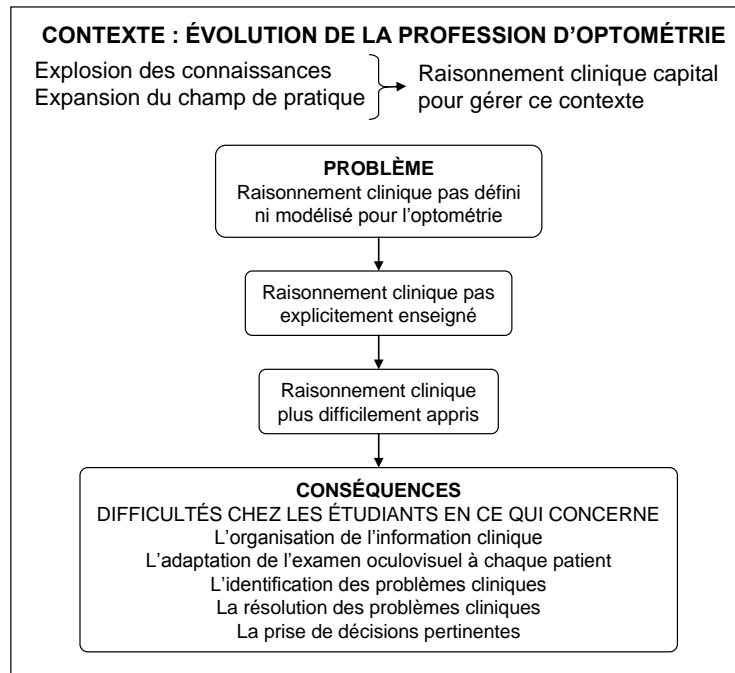 CONTEXTE : ÉVOLUTION DE LA PROFESSION D’OPTOMÉTRIE
Explosion des connaissances
Expansion du champ de pratique
Raisonnement clinique capital
pour gérer ce contexte
PROBLÈME
Raisonnement clinique pas défini
ni modélisé pour l’optométrie
Raisonnement clinique pas
explicitement enseigné
Raisonnement clinique
plus difficilement appris
CONSÉQUENCES
DIFFICULTÉS CHEZ LES ÉTUDIANTS EN CE QUI CONCERNE
L’organisation de l’information clinique
L’adaptation de l’examen oculovisuel à chaque patient
L’identification des problèmes cliniques
La résolution des problèmes cliniques
La prise de décisions pertinentes